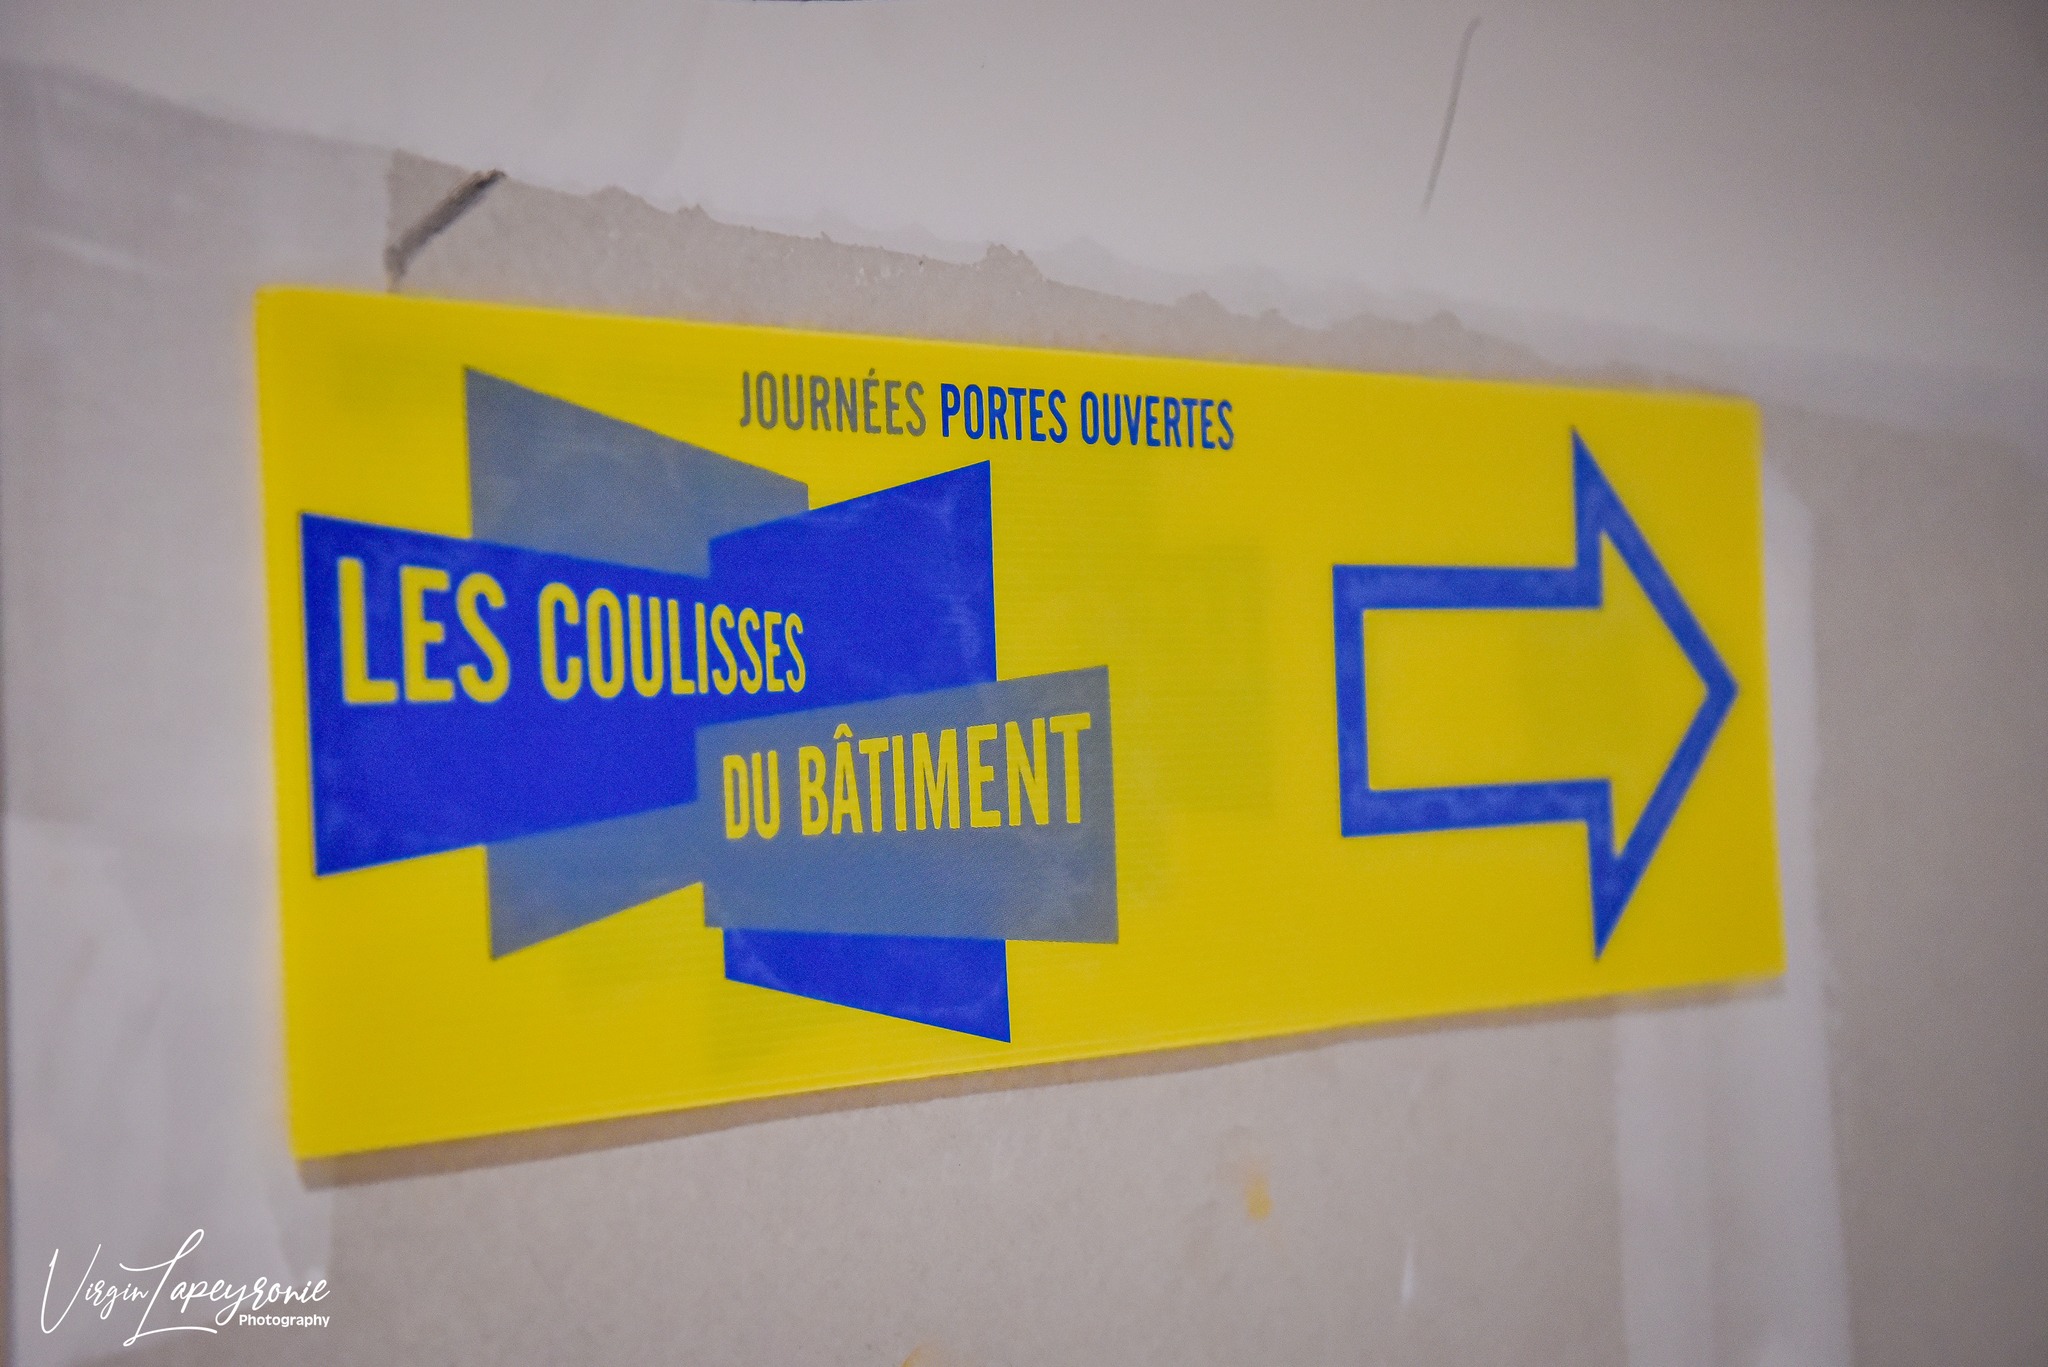 JOURNÉES PORTES OUVERTES
LES COULISSES
DU BÂTIMENT
Virgin Lapeyronie
Photography